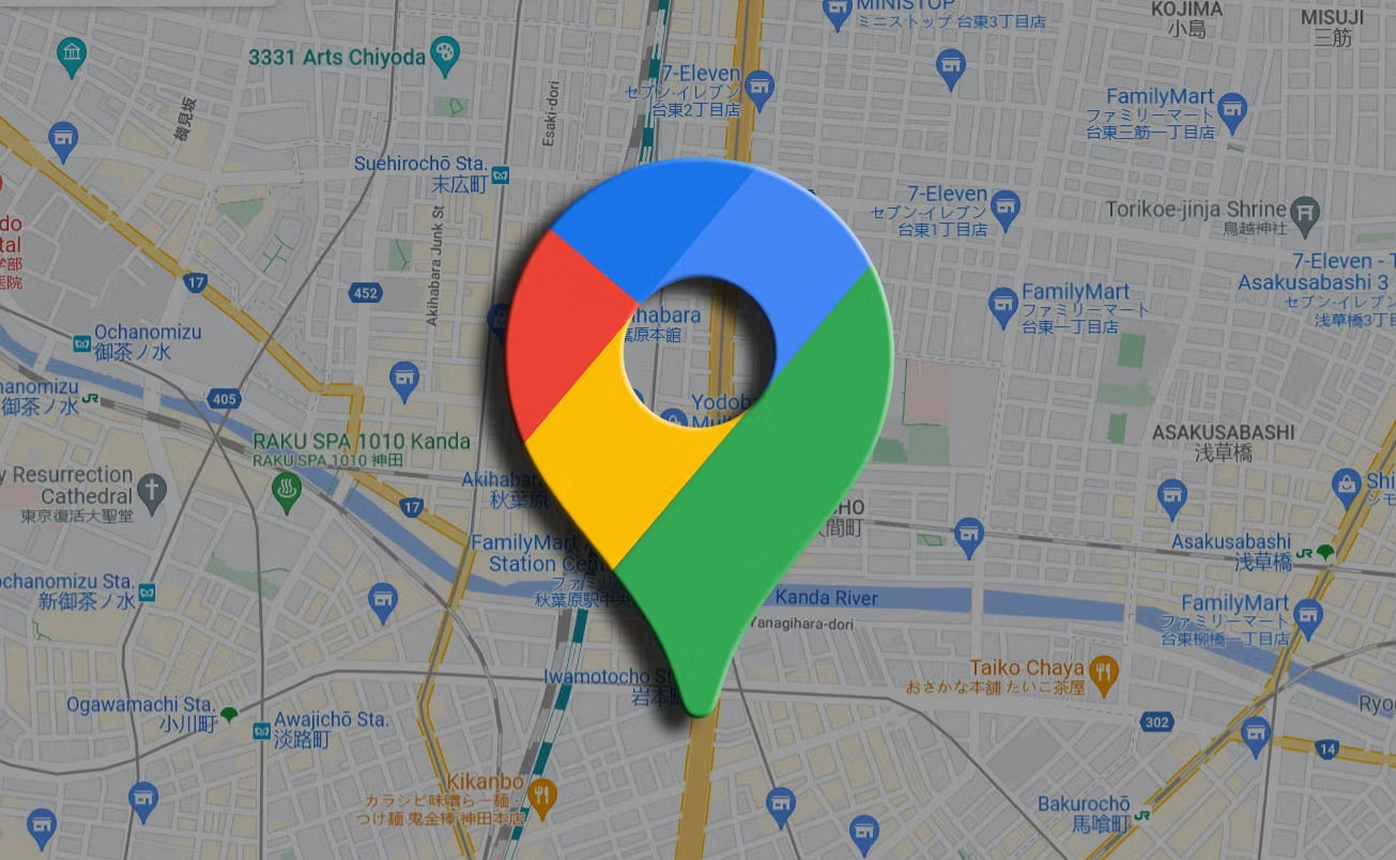 MINISTOP
ミニストップ 台東3丁目店
KOJIMA
小島
MISUJI
三筋
3331 Arts Chiyoda
7-Eleven
セブン-イレブン
台東2丁目店
Esaki-dori
FamilyMart
ファミリーマート
台東三筋一丁目店
Suehirochō Sta.
末広町
7-Eleven
セブン-イレブン
台東1丁目店
Torikoe-jinja Shrine
鳥越神社
Akihabara Junk St
7-Eleven -
Asakusabashi 3
セブン-イレブン
浅草橋3丁目
17
452
FamilyMart
ファミリーマート
台東一丁目店
Ochanomizu
御茶ノ水
葉原本館
御茶ノ水
JR
405
RAKU SPA 1010 Kanda
RAKU SPA 1010 神田
ASAKUSABASHI
浅草橋
Resurrection
Cathedral
東京復活大聖堂
秋葉原
17
FamilyMart
Station
Asakusabashi
浅草橋
JR
Sta.
新御茶ノ水
秋葉原駅中央
Kanda River
Yanagihara-dori
FamilyMart
ファミリーマート
台東柳橋一丁目店
Iwamotocho
岩本町
Taiko Chaya
おさかな本舗 たいこ茶屋
Ogawamachi Sta.
小川町
Awajichō Sta.
淡路町
302
14
Kikanbo
カラシビ味噌らー麺・
つけ麺 鬼金棒 神田本店
Bakurochō
馬喰町
JR